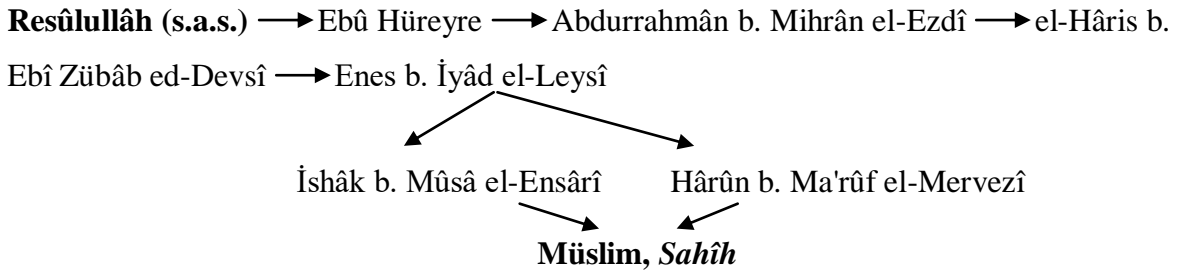 Resûlullâh (s.a.s.) → Ebû Hüreyre → Abdurrahmân b. Mihrân el-Ezdî → el-Hâris b.
Ebî Zübâb ed-Devsî → Enes b. İyâd el-Leysî
İshâk b. Mûsâ el-Ensârî Hârûn b. Ma'rûf el-Mervezî
Müslim, Sahîh